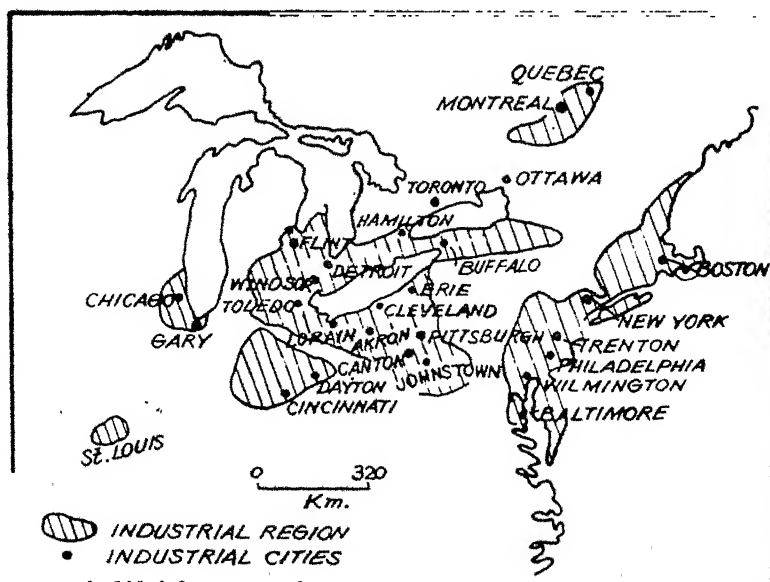 QUEBEC
MONTREAL
OTTAWA
TORONTO
HAMILTON
FLINT
DETROIT
BUFFALO
BOSTON
WINDSOR
ERIE
CHICAGO
TOLEDO
CLEVELAND
NEW YORK
GARY
LORAIN
AKRON
PITTSBURGH
TRENTON
CANTON
PHILADELPHIA
JOHNSTOWN
DAYTON
WILMINGTON
CINCINNATI
BALTIMORE
St. LOUIS
0 320
Km.
INDUSTRIAL REGION
INDUSTRIAL CITIES